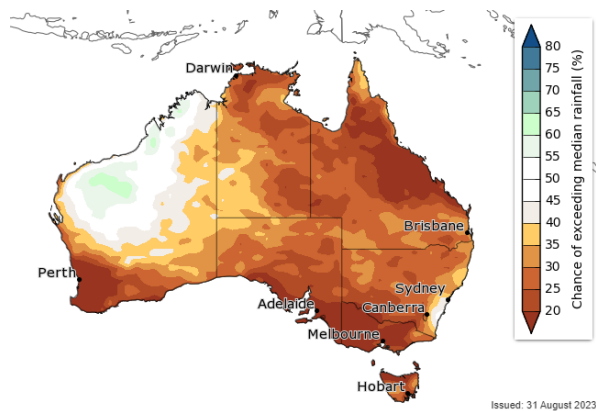 Darwin
Brisbane
Perth
Sydney
Adelaide
Canberra
Melbourne
Hobart
80
75
70
65
60
55
50
45
40
35
30
25
20
Chance of exceeding median rainfall (%)
Issued: 31 August 2023